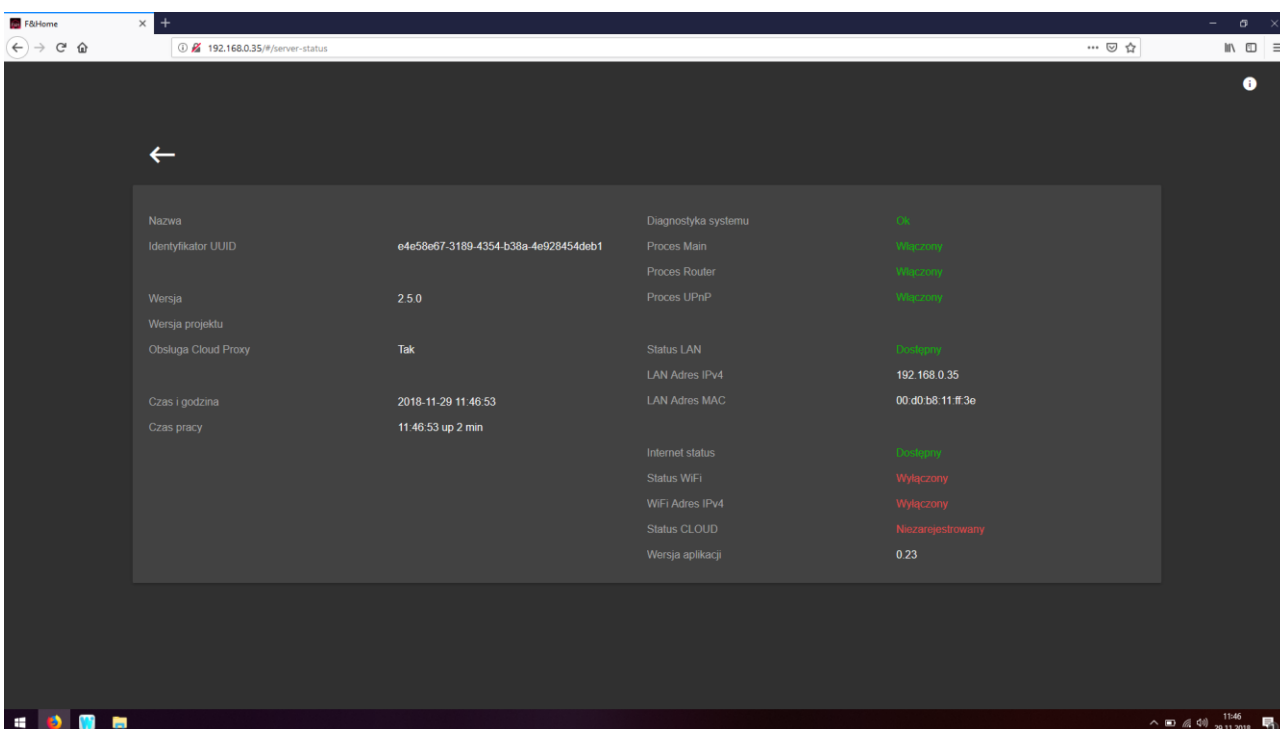 F&Home
192.168.0.35/#/server-status
Nazwa
Identyfikator UUID e4e58e67-3189-4354-b38a-4e928454deb1
Wersja 2.5.0
Wersja projektu
Obsługa Cloud Proxy Tak
Czas i godzina 2018-11-29 11:46:53
Czas pracy 11:46:53 up 2 min
Diagnostyka systemu Ok
Proces Main Włączony
Proces Router Włączony
Proces UPnP Włączony
Status LAN Dostępny
LAN Adres IPv4 192.168.0.35
LAN Adres MAC 00:d0:b8:11:ff:3e
Internet status Dostępny
Status WiFi Wyłączony
WiFi Adres IPv4 Wyłączony
Status CLOUD Niezarejestrowany
Wersja aplikacji 0.23
11:46
29.11.2018